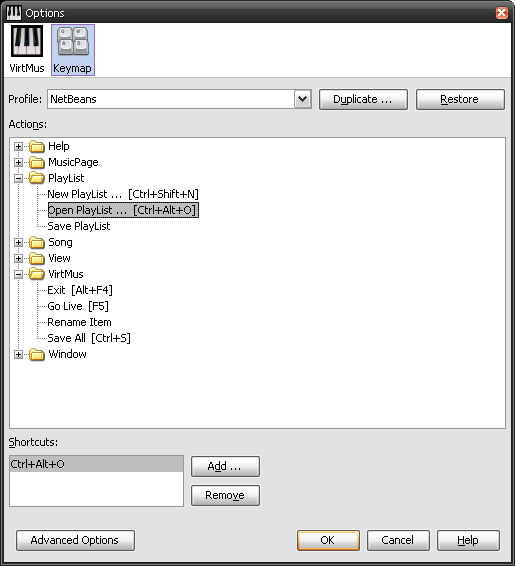 Options
VirtMus
Keymap
Profile: NetBeans Duplicate ... Restore
Actions:
Help
MusicPage
PlayList
New PlayList ... [Ctrl+Shift+N]
Open PlayList ... [Ctrl+Alt+O]
Save PlayList
Song
View
VirtMus
Exit [Alt+F4]
Go Live [F5]
Rename Item
Save All [Ctrl+S]
Window
Shortcuts:
Ctrl+Alt+O
Add ...
Remove
Advanced Options OK Cancel Help